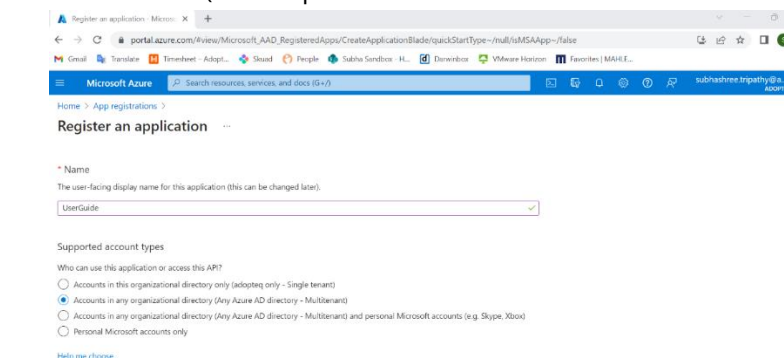 Register an application - Micros
portal.azure.com/#view/Microsoft_AAD_RegisteredApps/CreateApplicationBlade/quickStartType~/null/isMSAApp~/false
Gmail Translate Timesheet - Adopt... Skuad People Subha Sandbox - H... Darwinbox VMware Horizon Favorites | MAHLE...
Microsoft Azure Search resources, services, and docs (G+/) subhashree.tripathy@a...
Home > App registrations >
Register an application ...
* Name
The user-facing display name for this application (this can be changed later).
UserGuide
Supported account types
Who can use this application or access this API?
Accounts in this organizational directory only (adopteq only - Single tenant)
Accounts in any organizational directory (Any Azure AD directory - Multitenant)
Accounts in any organizational directory (Any Azure AD directory - Multitenant) and personal Microsoft accounts (e.g. Skype, Xbox)
Personal Microsoft accounts only
Help me choose...